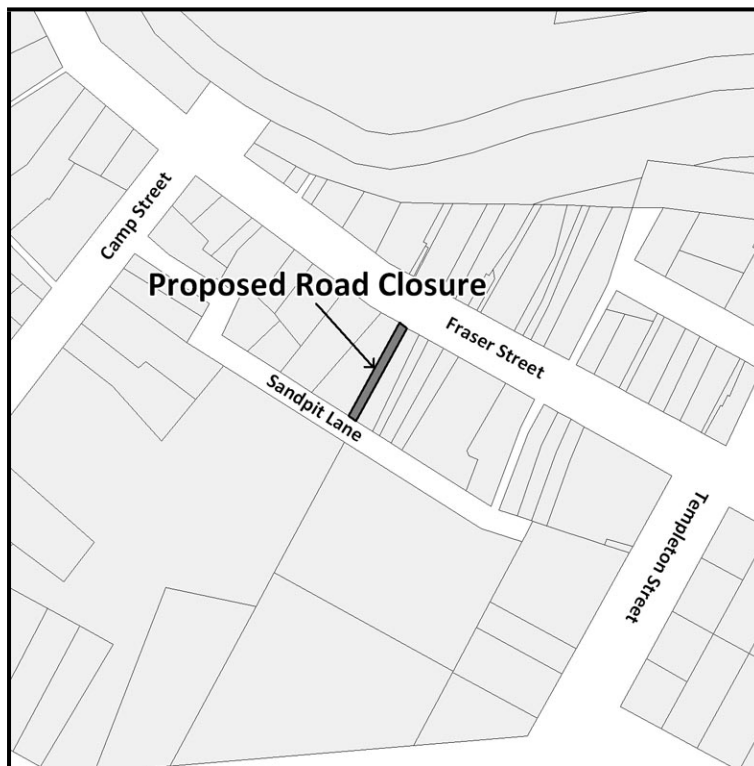 Camp Street
Proposed Road Closure
Fraser Street
Sandpit Lane
Templeton Street